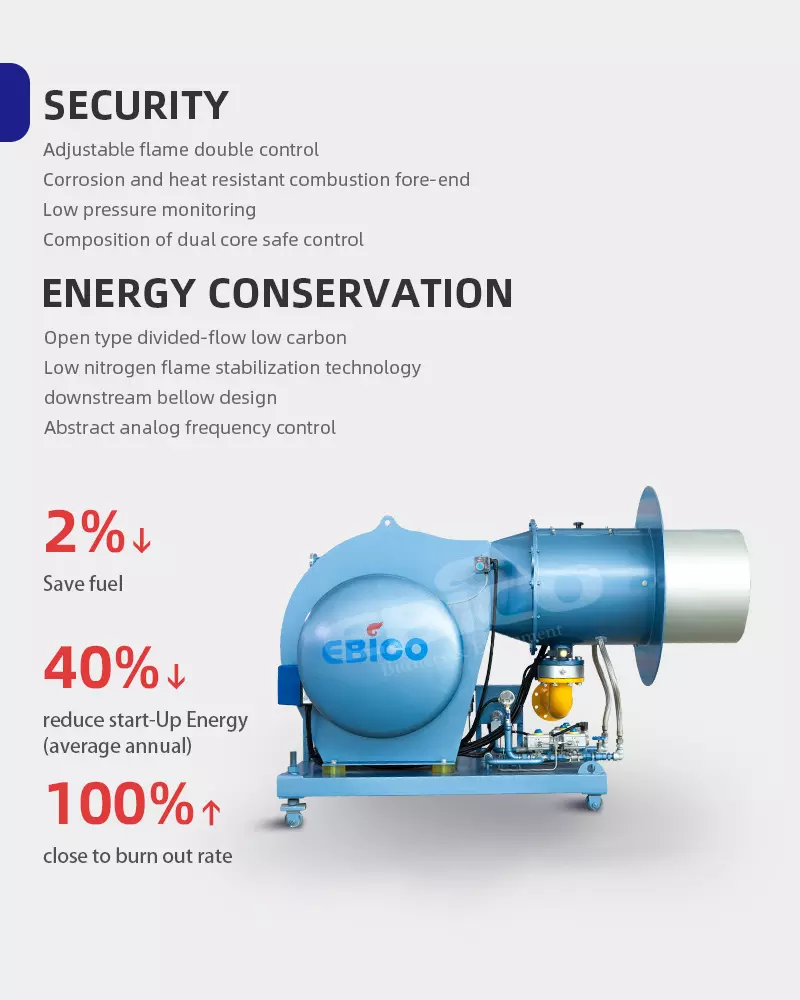 SECURITY
Adjustable flame double control
Corrosion and heat resistant combustion fore-end
Low pressure monitoring
Composition of dual core safe control
ENERGY CONSERVATION
Open type divided-flow low carbon
Low nitrogen flame stabilization technology
downstream bellow design
Abstract analog frequency control
2%↓
Save fuel
40%↓
reduce start-Up Energy
(average annual)
100%↑
close to burn out rate
EBICO